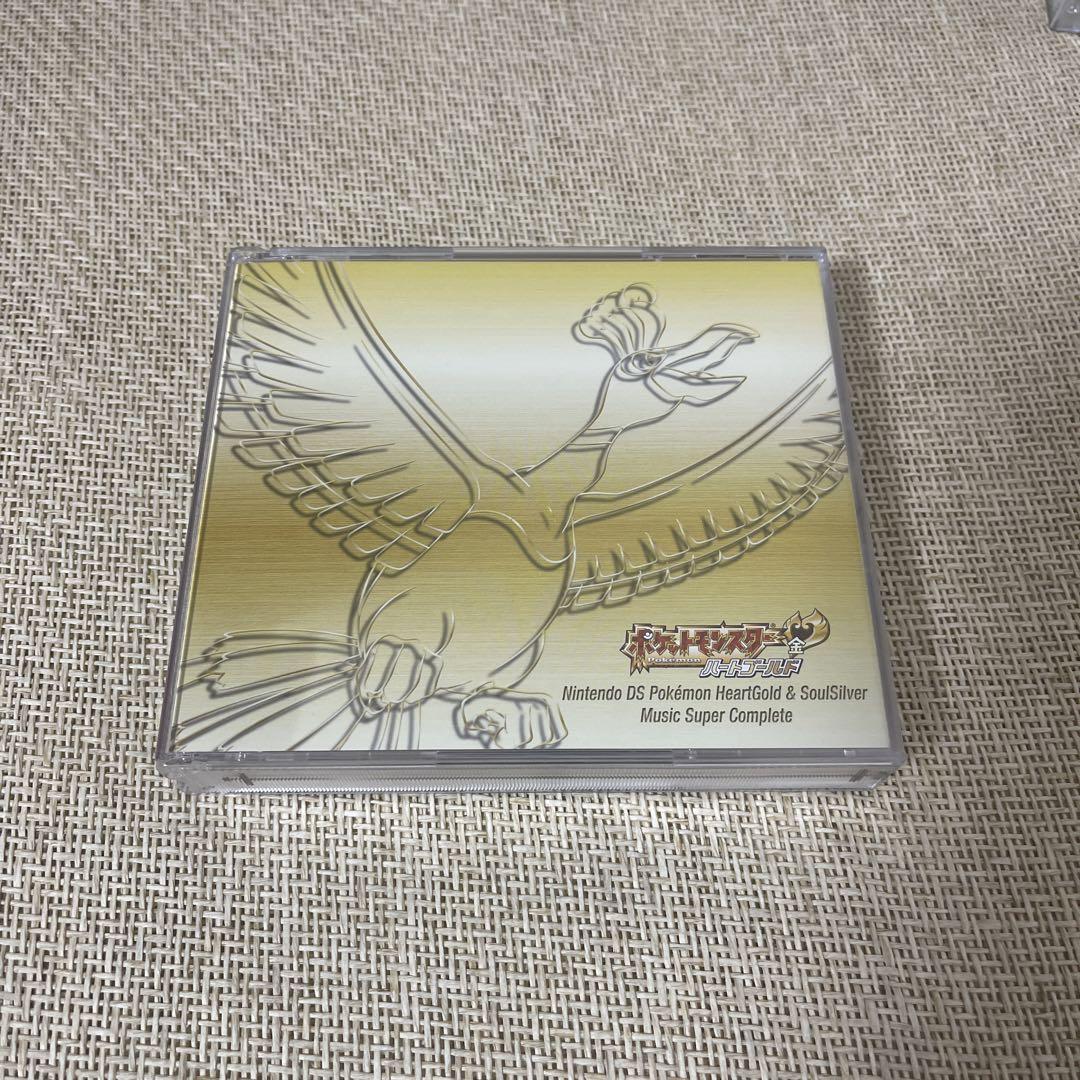 ポケットモンスター
Pokémon
金
ハートゴールド
Nintendo DS Pokémon HeartGold & SoulSilver
Music Super Complete